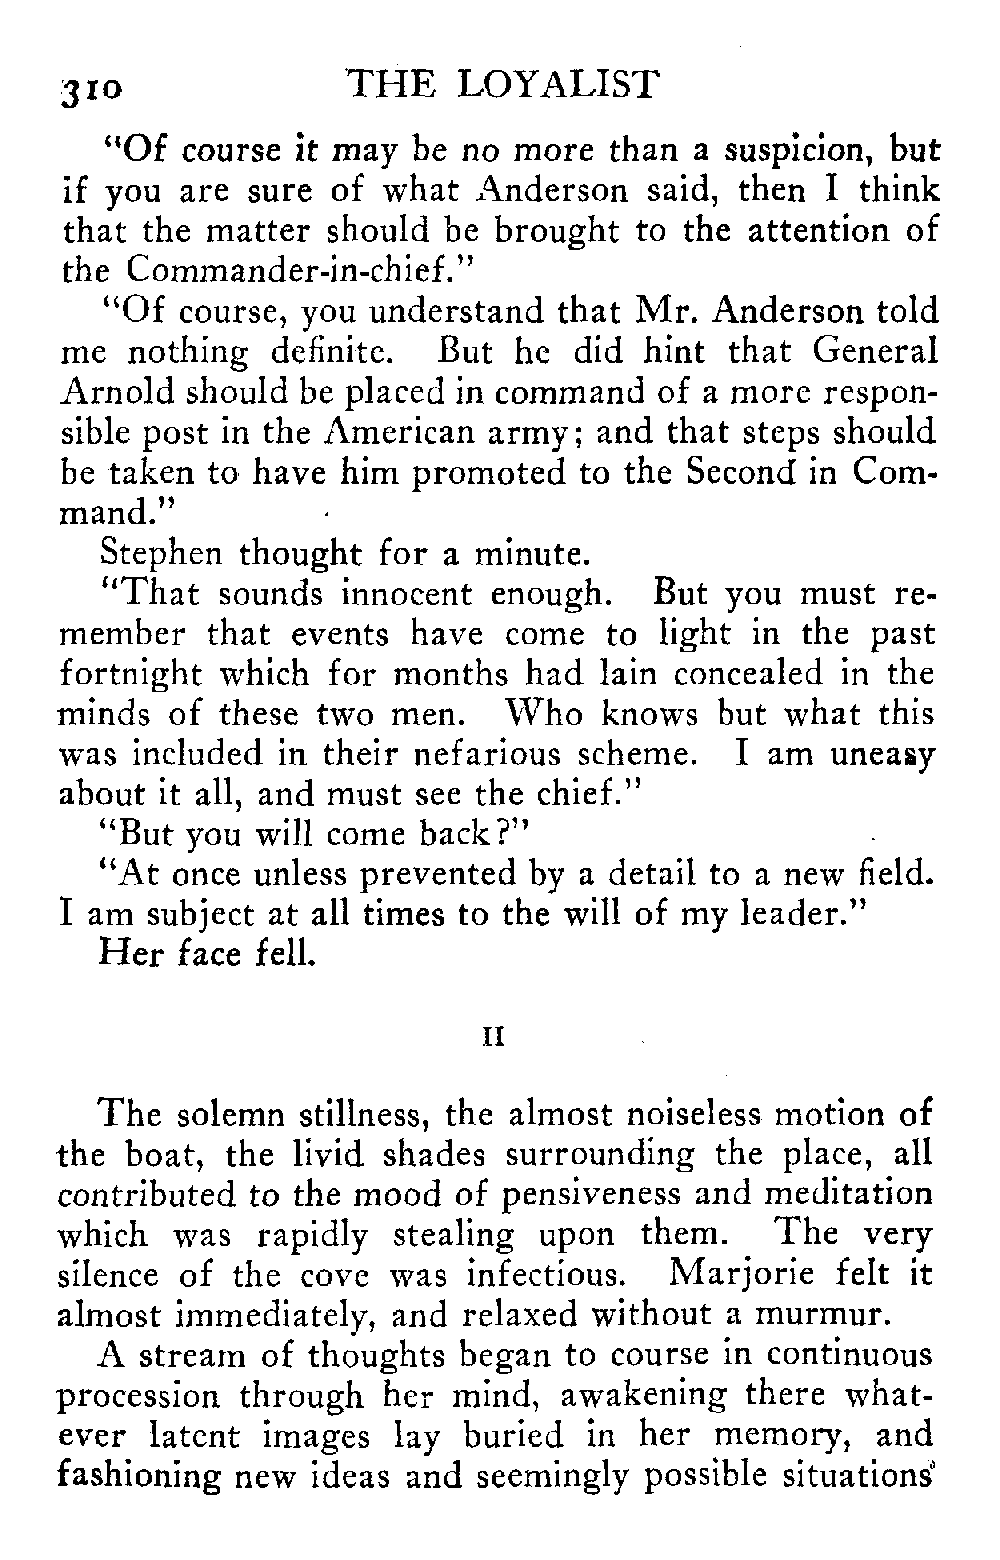 310 THE LOYALIST
"Of course it may be no more than a suspicion, but
if you are sure of what Anderson said, then I think
that the matter should be brought to the attention of
the Commander-in-chief."
"Of course, you understand that Mr. Anderson told
me nothing definite. But he did hint that General
Arnold should be placed in command of a more respon-
sible post in the American army; and that steps should
be taken to have him promoted to the Second in Com-
mand."
Stephen thought for a minute.
"That sounds innocent enough. But you must re-
member that events have come to light in the past
fortnight which for months had lain concealed in the
minds of these two men. Who knows but what this
was included in their nefarious scheme. I am uneasy
about it all, and must see the chief."
"But you will come back?"
"At once unless prevented by a detail to a new field.
I am subject at all times to the will of my leader."
Her face fell.
II
The solemn stillness, the almost noiseless motion of
the boat, the livid shades surrounding the place, all
contributed to the mood of pensiveness and meditation
which was rapidly stealing upon them. The very
silence of the cove was infectious. Marjorie felt it
almost immediately, and relaxed without a murmur.
A stream of thoughts began to course in continuous
procession through her mind, awakening there what-
ever latent images lay buried in her memory, and
fashioning new ideas and seemingly possible situations